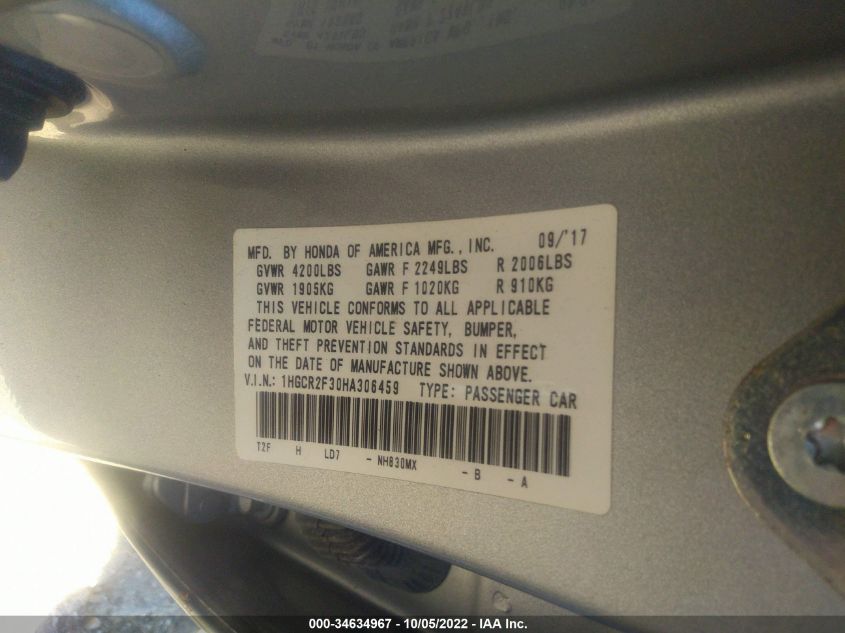 MFD. BY HONDA OF AMERICA MFG., INC. 09/'17
GVWR 4200LBS GAWR F 2249LBS R 2006LBS
GVWR 1905KG GAWR F 1020KG R 910KG
THIS VEHICLE CONFORMS TO ALL APPLICABLE
FEDERAL MOTOR VEHICLE SAFETY, BUMPER,
AND THEFT PREVENTION STANDARDS IN EFFECT
ON THE DATE OF MANUFACTURE SHOWN ABOVE.
V.I.N.: 1HGCR2F30HA306459 TYPE: PASSENGER CAR
T2F H LD7 - NH830MX - B - A
000-34634967 - 10/05/2022 - IAA Inc.